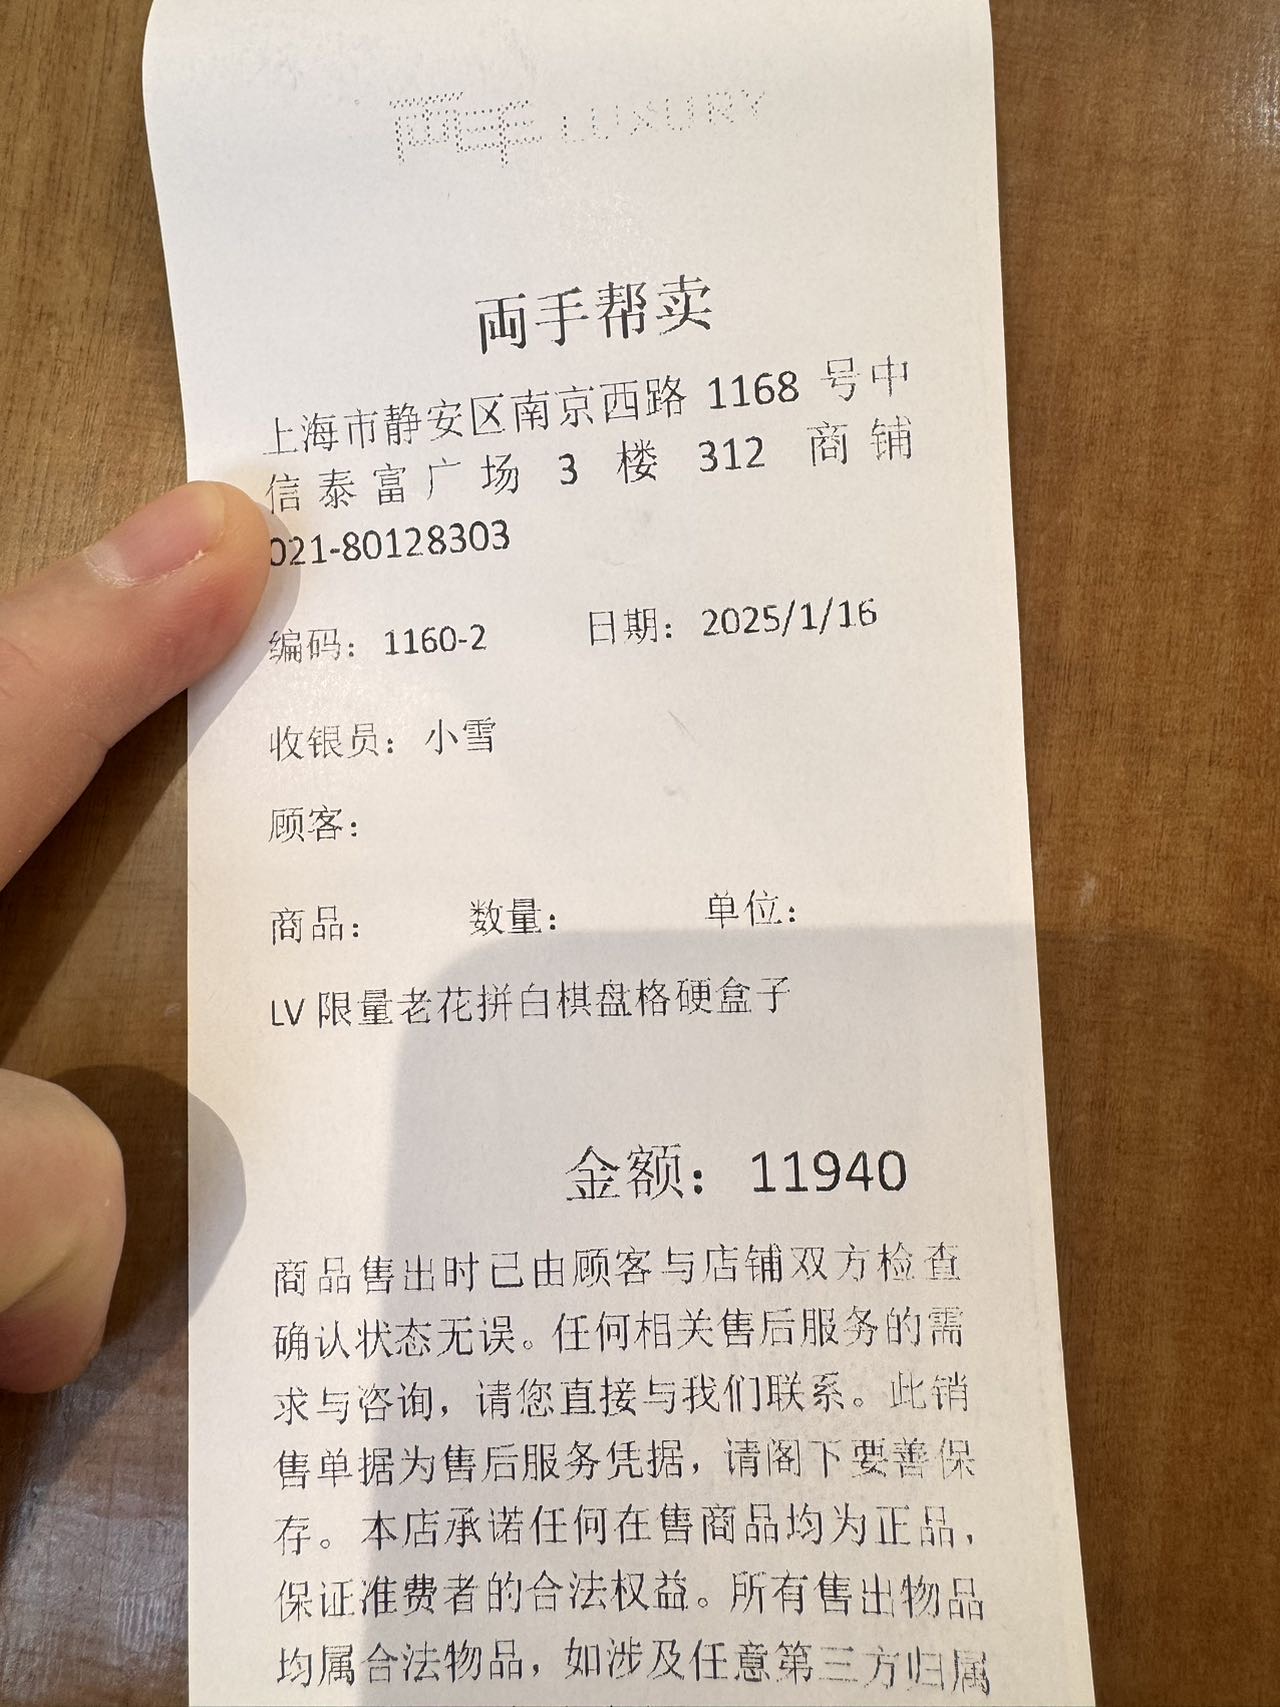 両手 LUXURY
両手帮卖
上海市静安区南京西路 1168 号中
信泰富广场 3 楼 312 商铺
021-80128303
编码：1160-2 日期：2025/1/16
收银员：小雪
顾客：
商品： 数量： 单位：
LV 限量老花拼白棋盘格硬盒子
金额：11940
商品售出时已由顾客与店铺双方检查
确认状态无误。任何相关售后服务的需
求与咨询，请您直接与我们联系。此销
售单据为售后服务凭据，请阁下要善保
存。本店承诺任何在售商品均为正品，
保证准费者的合法权益。所有售出物品
均属合法物品，如涉及任意第三方归属